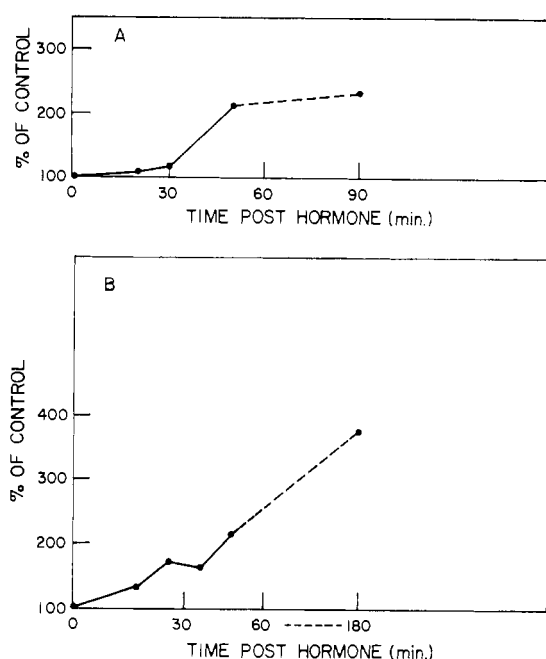 A
300
200
100
% OF CONTROL
0 30 60 90
TIME POST HORMONE (min.)
B
400
300
200
100
% OF CONTROL
0 30 60 180
TIME POST HORMONE (min.)